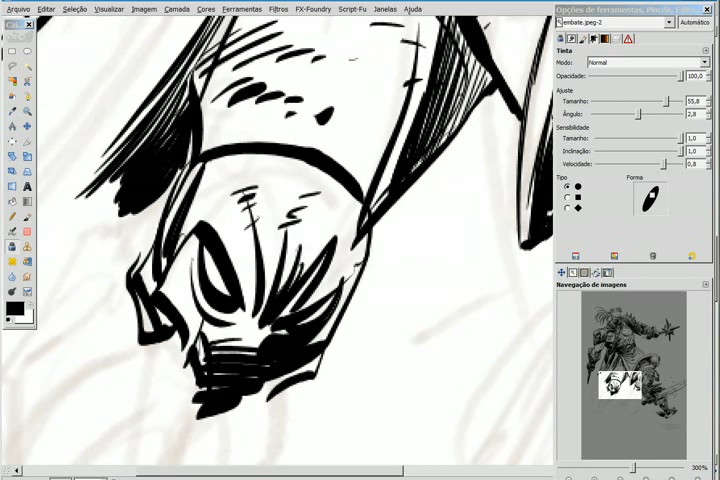 Arquivo Editar Seleção Visualizar Imagem Camada Cores Ferramentas Filtros FX-Foundry Script-Fu Janelas Ajuda
Opções de ferramentas, Pincéis,
embate.jpeg-2 Automático
Tinta
Modo: Normal
Opacidade: 100,0
Ajuste
Tamanho: 55,8
Ângulo: 2,8
Sensibilidade
Tamanho: 1,0
Inclinação: 1,0
Velocidade: 0,8
Tipo Forma
Navegação de imagens
300%